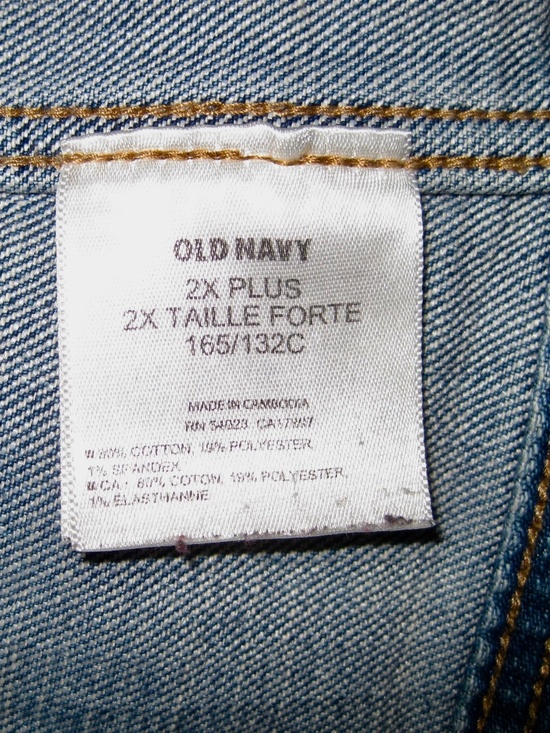 OLD NAVY
2X PLUS
2X TAILLE FORTE
165/132C
MADE IN CAMBODIA
RN 54023 CA17897
80% COTTON, 19% POLYESTER,
1% SPANDEX
CA: 80% COTON, 19% POLYESTER,
1% ÉLASTHANNE